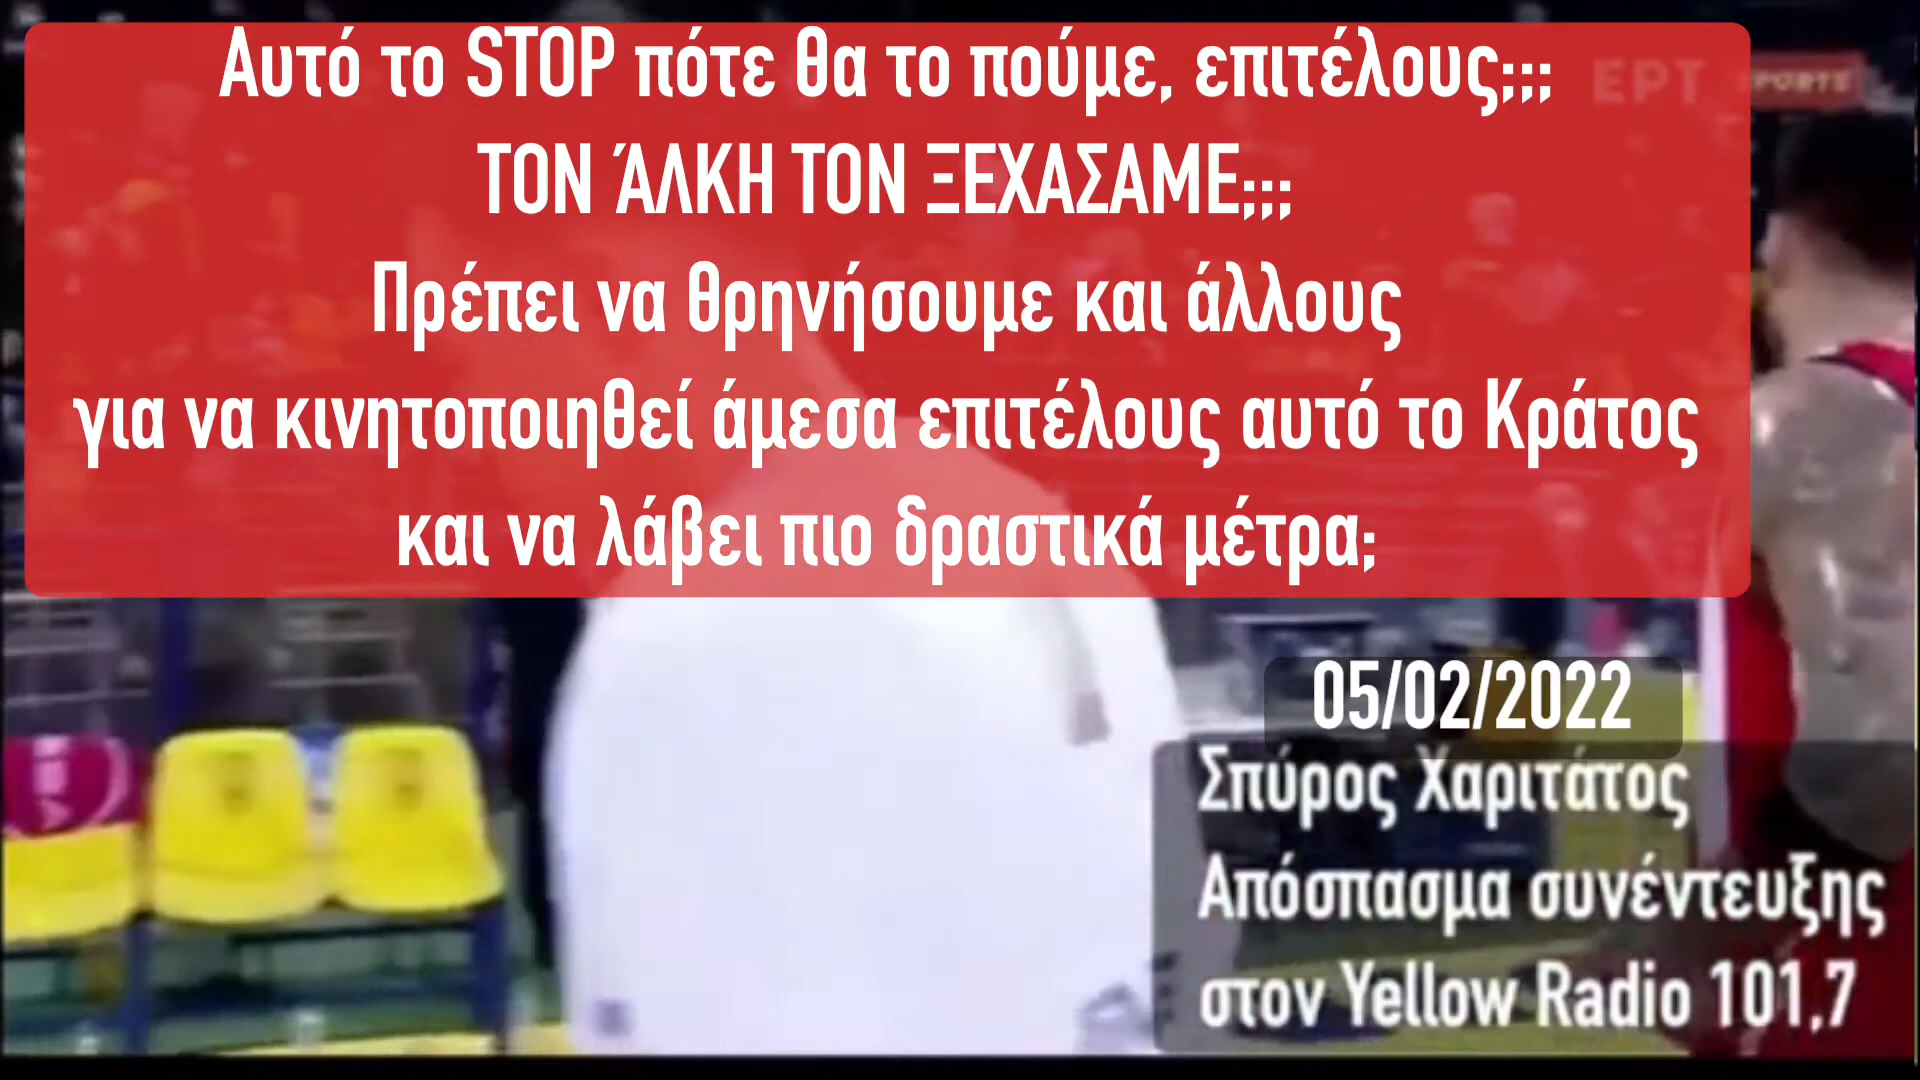 Αυτό το STOP πότε θα το πούμε, επιτέλους;;;
ΕΡΤ SPORTS
ΤΟΝ ΆΛΚΗ ΤΟΝ ΞΕΧΑΣΑΜΕ;;;
Πρέπει να θρηνήσουμε και άλλους
για να κινητοποιηθεί άμεσα επιτέλους αυτό το Κράτος
και να λάβει πιο δραστικά μέτρα;
05/02/2022
Σπύρος Χαριτάτος
Απόσπασμα συνέντευξης
στον Yellow Radio 101,7